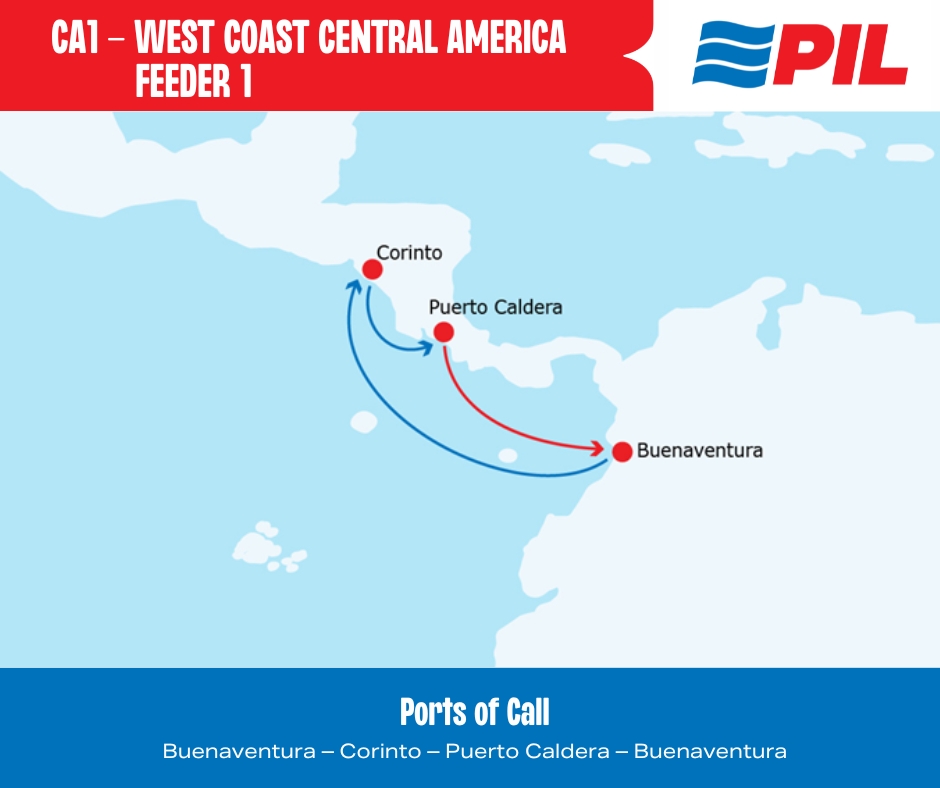 CA1 – WEST COAST CENTRAL AMERICA
FEEDER 1
PIL
Corinto
Puerto Caldera
Buenaventura
Ports of Call
Buenaventura – Corinto – Puerto Caldera – Buenaventura